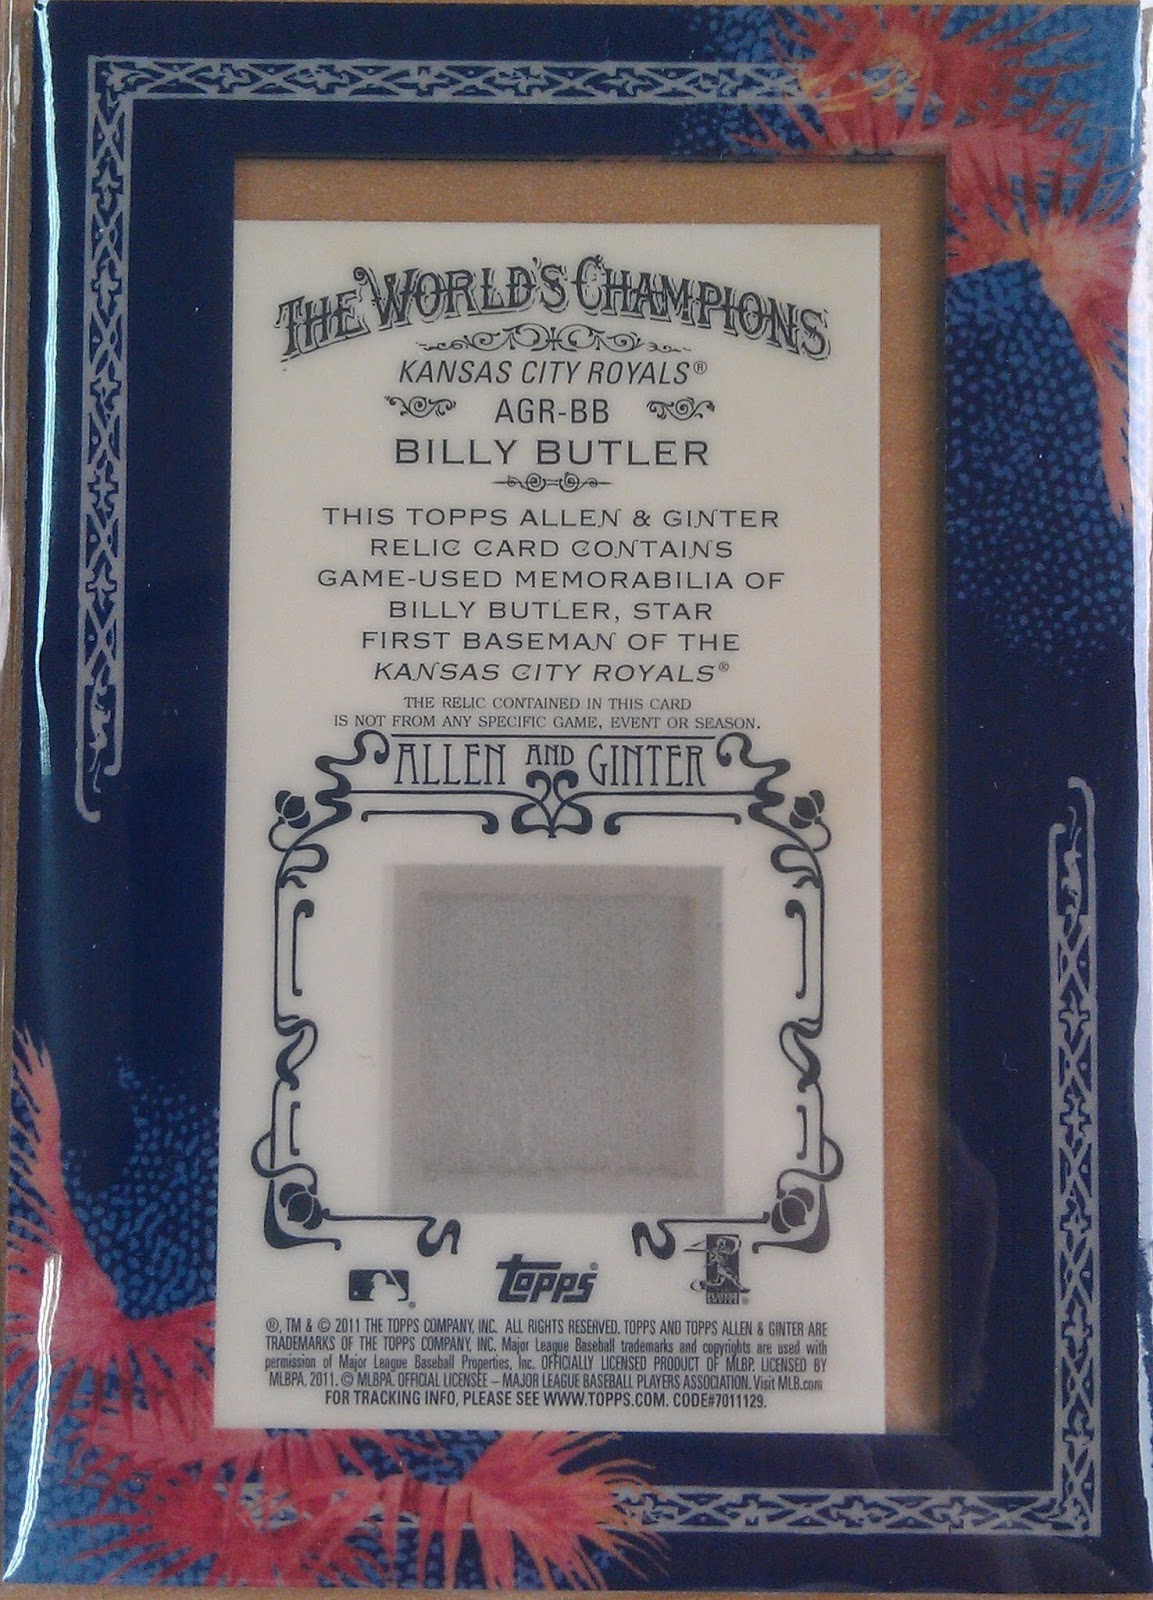 THE WORLD'S CHAMPIONS
KANSAS CITY ROYALS®
AGR-BB
BILLY BUTLER
THIS TOPPS ALLEN & GINTER
RELIC CARD CONTAINS
GAME-USED MEMORABILIA OF
BILLY BUTLER, STAR
FIRST BASEMAN OF THE
KANSAS CITY ROYALS®
THE RELIC CONTAINED IN THIS CARD
IS NOT FROM ANY SPECIFIC GAME, EVENT OR SEASON.
ALLEN AND GINTER
TOPPS®
®, TM & © 2011 THE TOPPS COMPANY, INC. ALL RIGHTS RESERVED. TOPPS AND TOPPS ALLEN & GINTER ARE
TRADEMARKS OF THE TOPPS COMPANY, INC. Major League Baseball trademarks and copyrights are used with
permission of Major League Baseball Properties, Inc. OFFICIALLY LICENSED PRODUCT OF MLBP. LICENSED BY
MLBPA, 2011. © MLBPA. OFFICIAL LICENSEE – MAJOR LEAGUE BASEBALL PLAYERS ASSOCIATION. Visit MLB.com
FOR TRACKING INFO, PLEASE SEE WWW.TOPPS.COM. CODE#7011129.